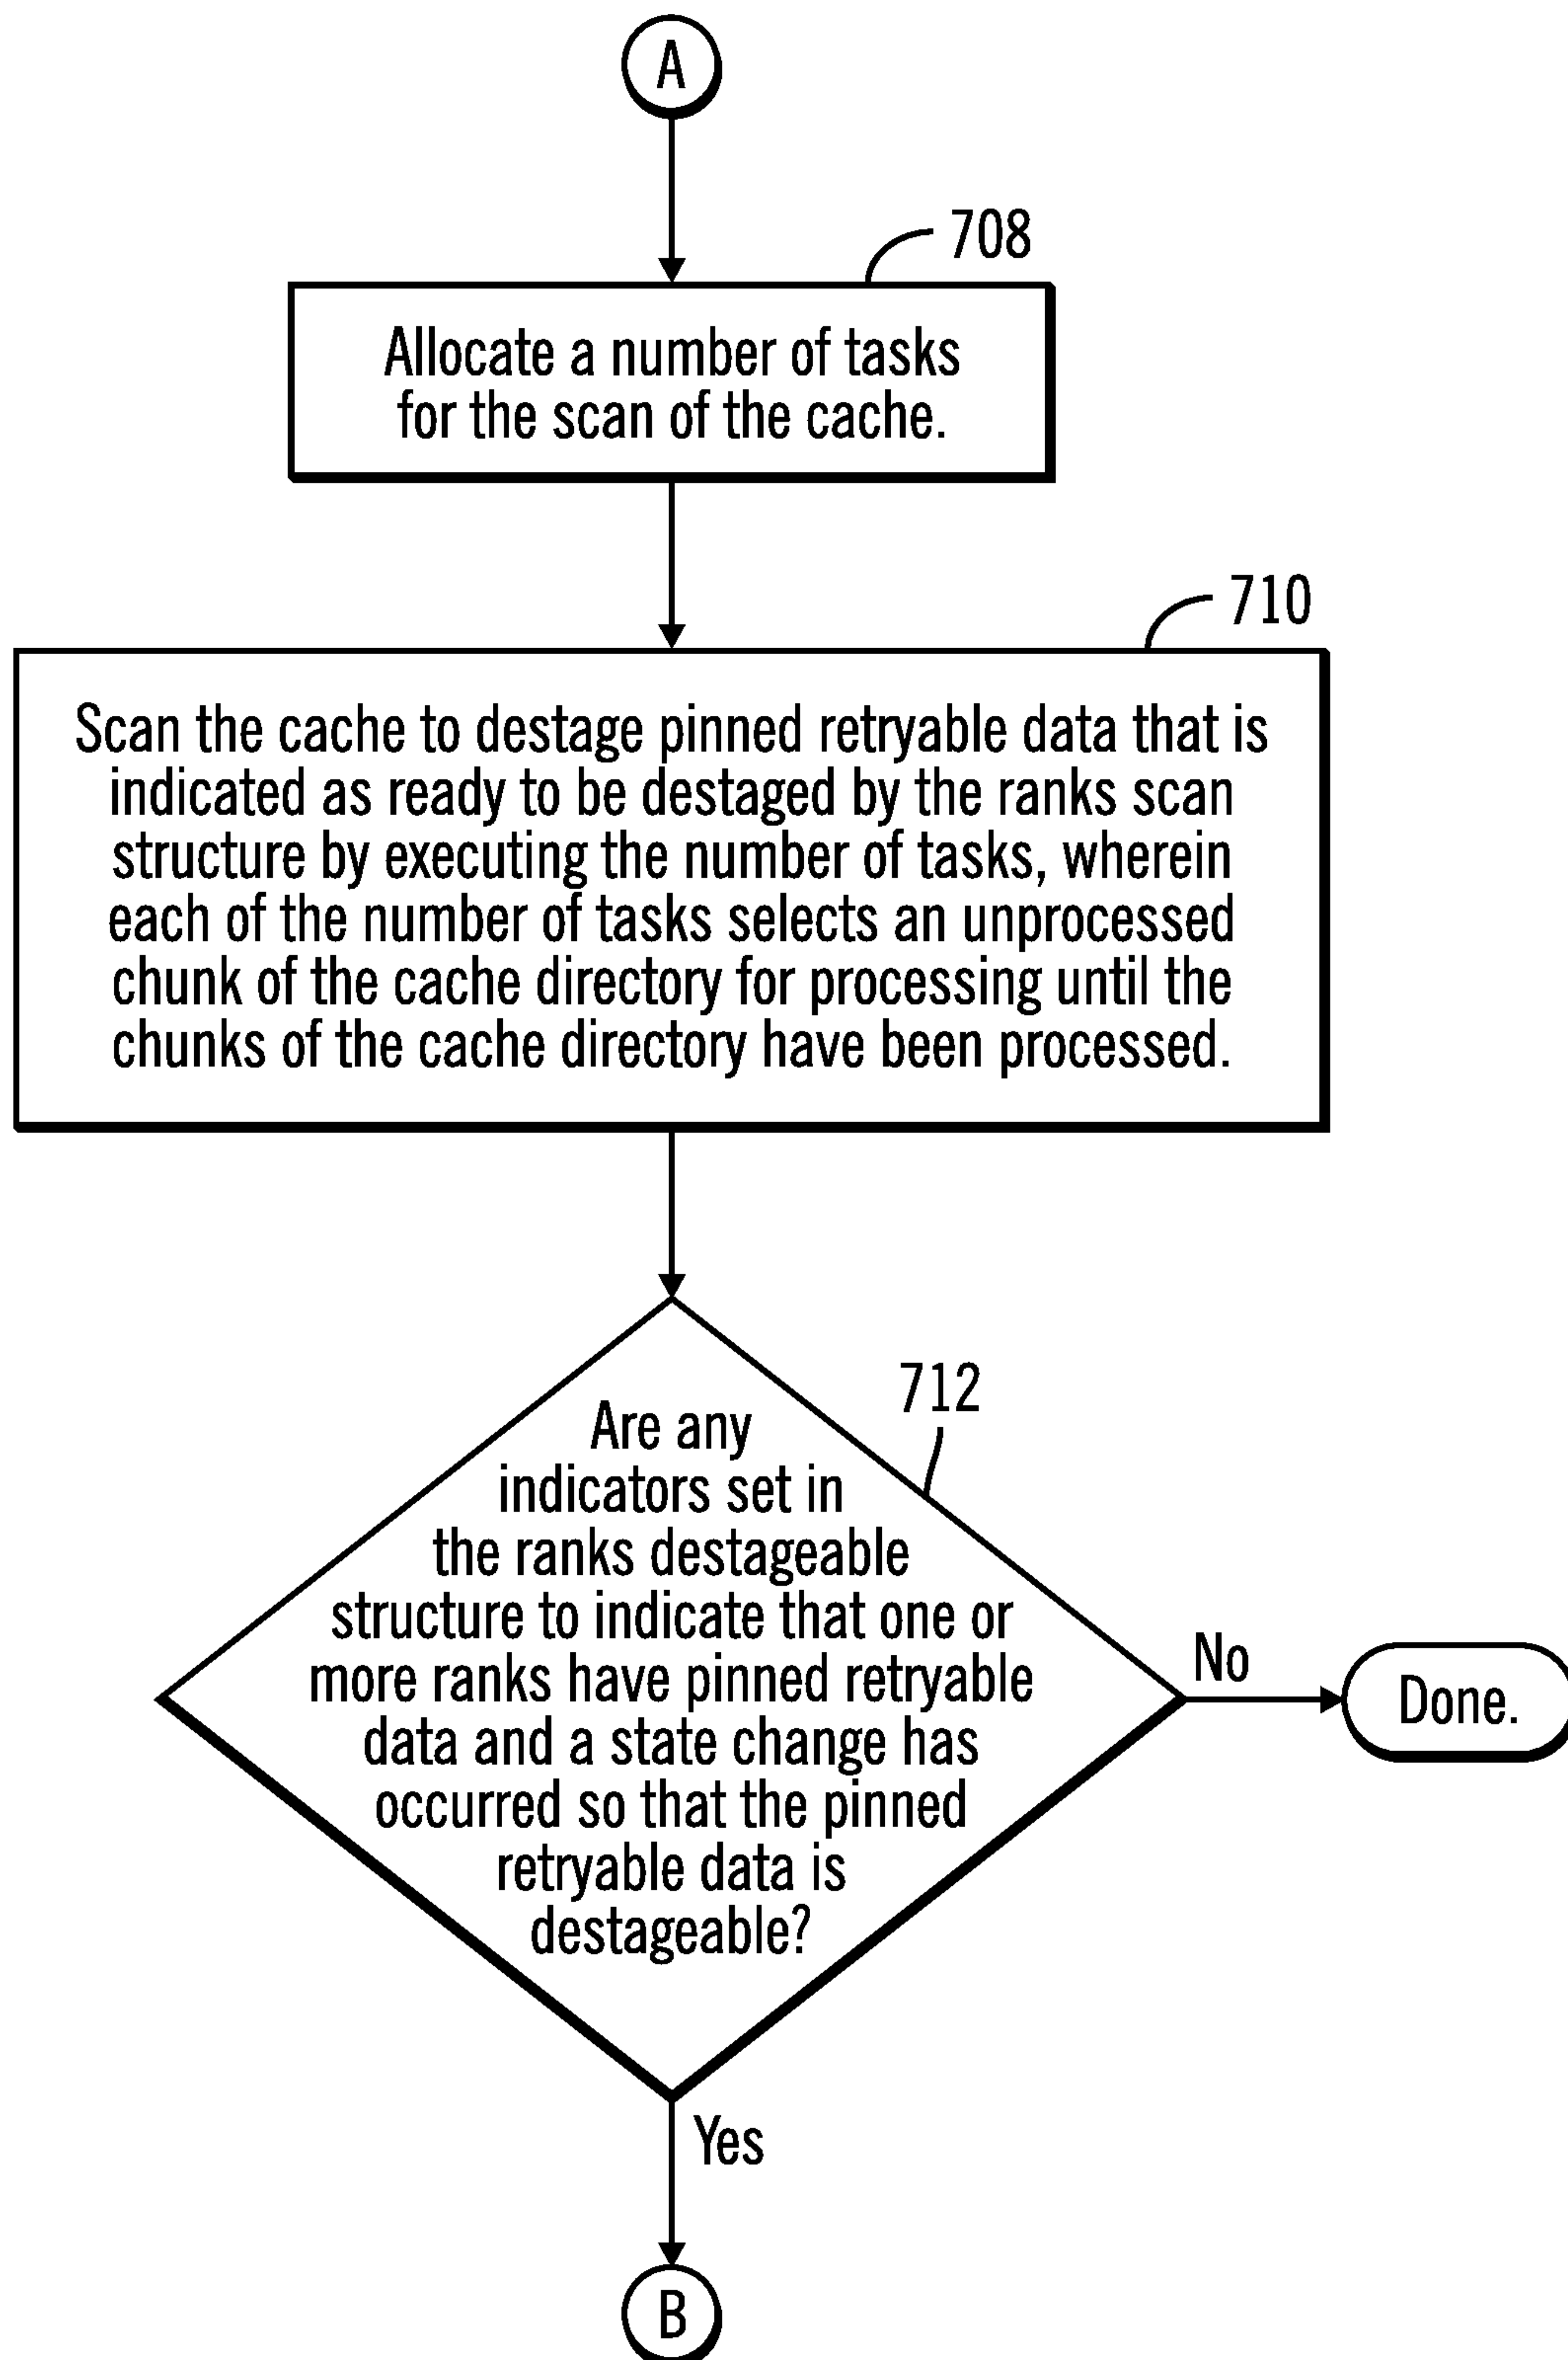 A
708
Allocate a number of tasks
for the scan of the cache.
710
Scan the cache to destage pinned retryable data that is
indicated as ready to be destaged by the ranks scan
structure by executing the number of tasks, wherein
each of the number of tasks selects an unprocessed
chunk of the cache directory for processing until the
chunks of the cache directory have been processed.
712
Are any
indicators set in
the ranks destageable
structure to indicate that one or
more ranks have pinned retryable
data and a state change has
occurred so that the pinned
retryable data is
destageable?
No
Done.
Yes
B